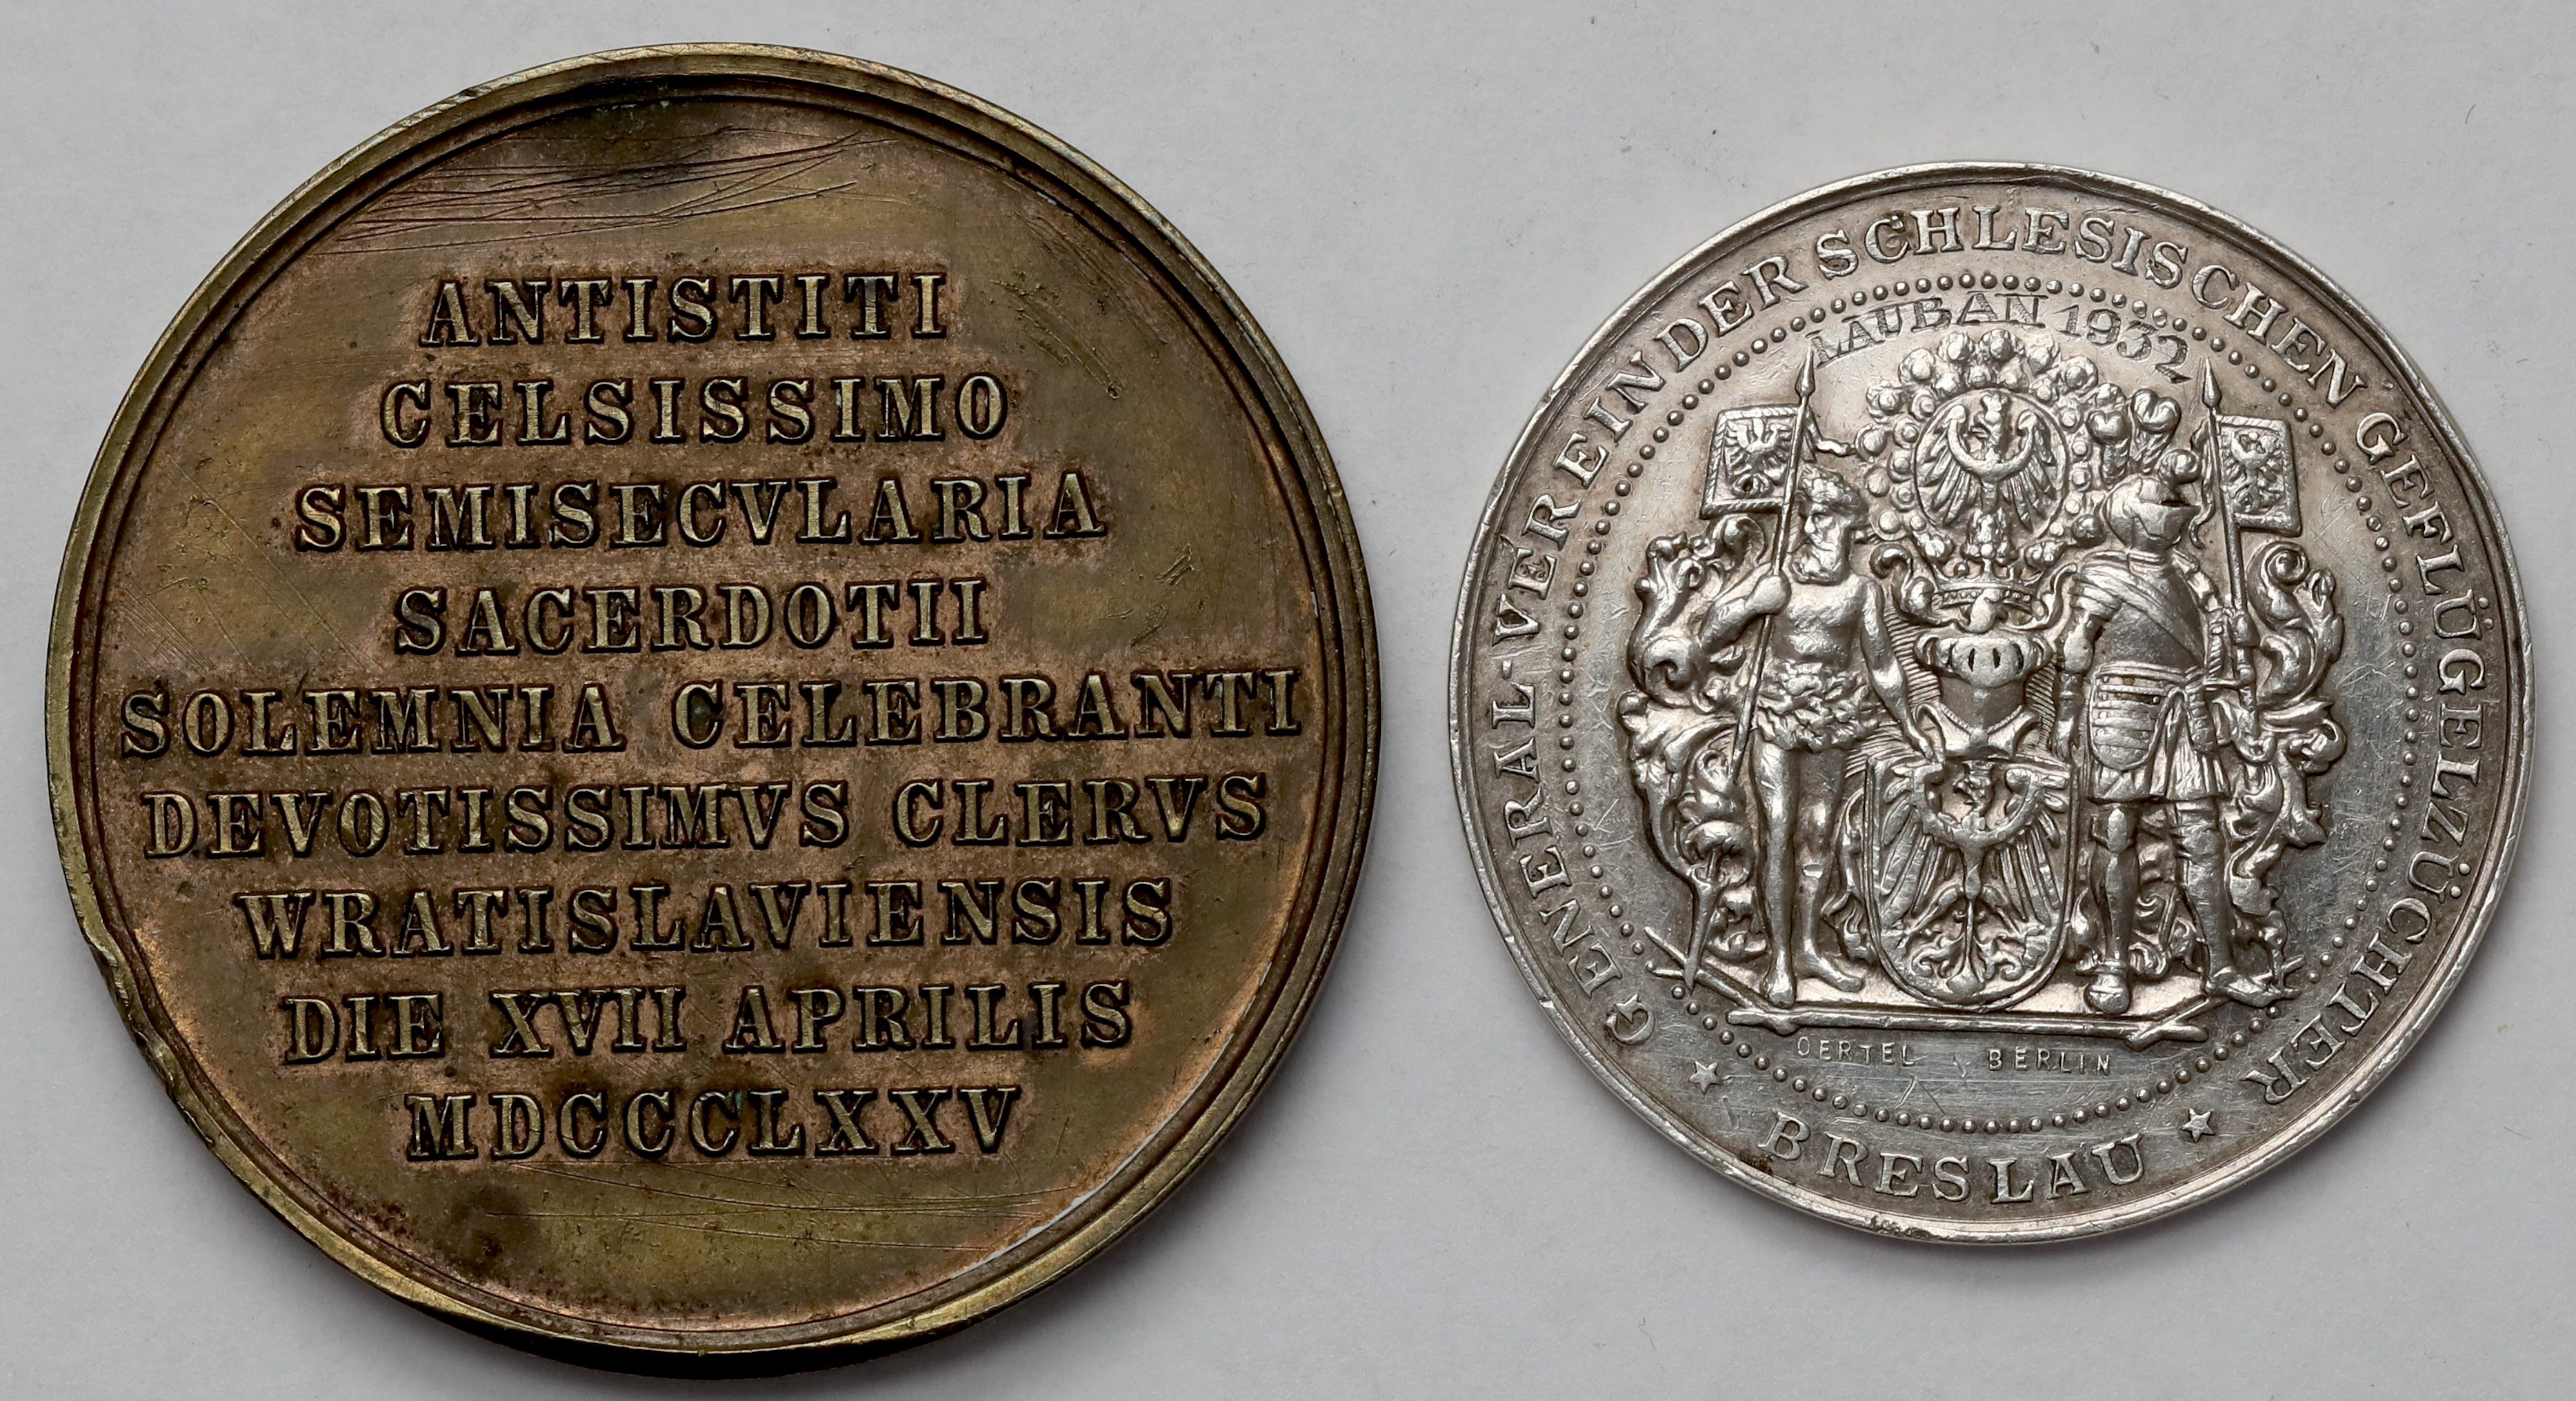 ANTISTITI
CELSISSIMO
SEMISECVLARIA
SACERDOTII
SOLEMNIA CELEBRANTI
DEVOTISSIMVS CLERVS
WRATISLAVIENSIS
DIE XVII APRILIS
MDCCCLXXV
GENERAL-VEREIN DER SCHLESISCHEN GEFLÜGELZÜCHTER
LAUBAN 1932
OERTEL BERLIN
BRESLAU